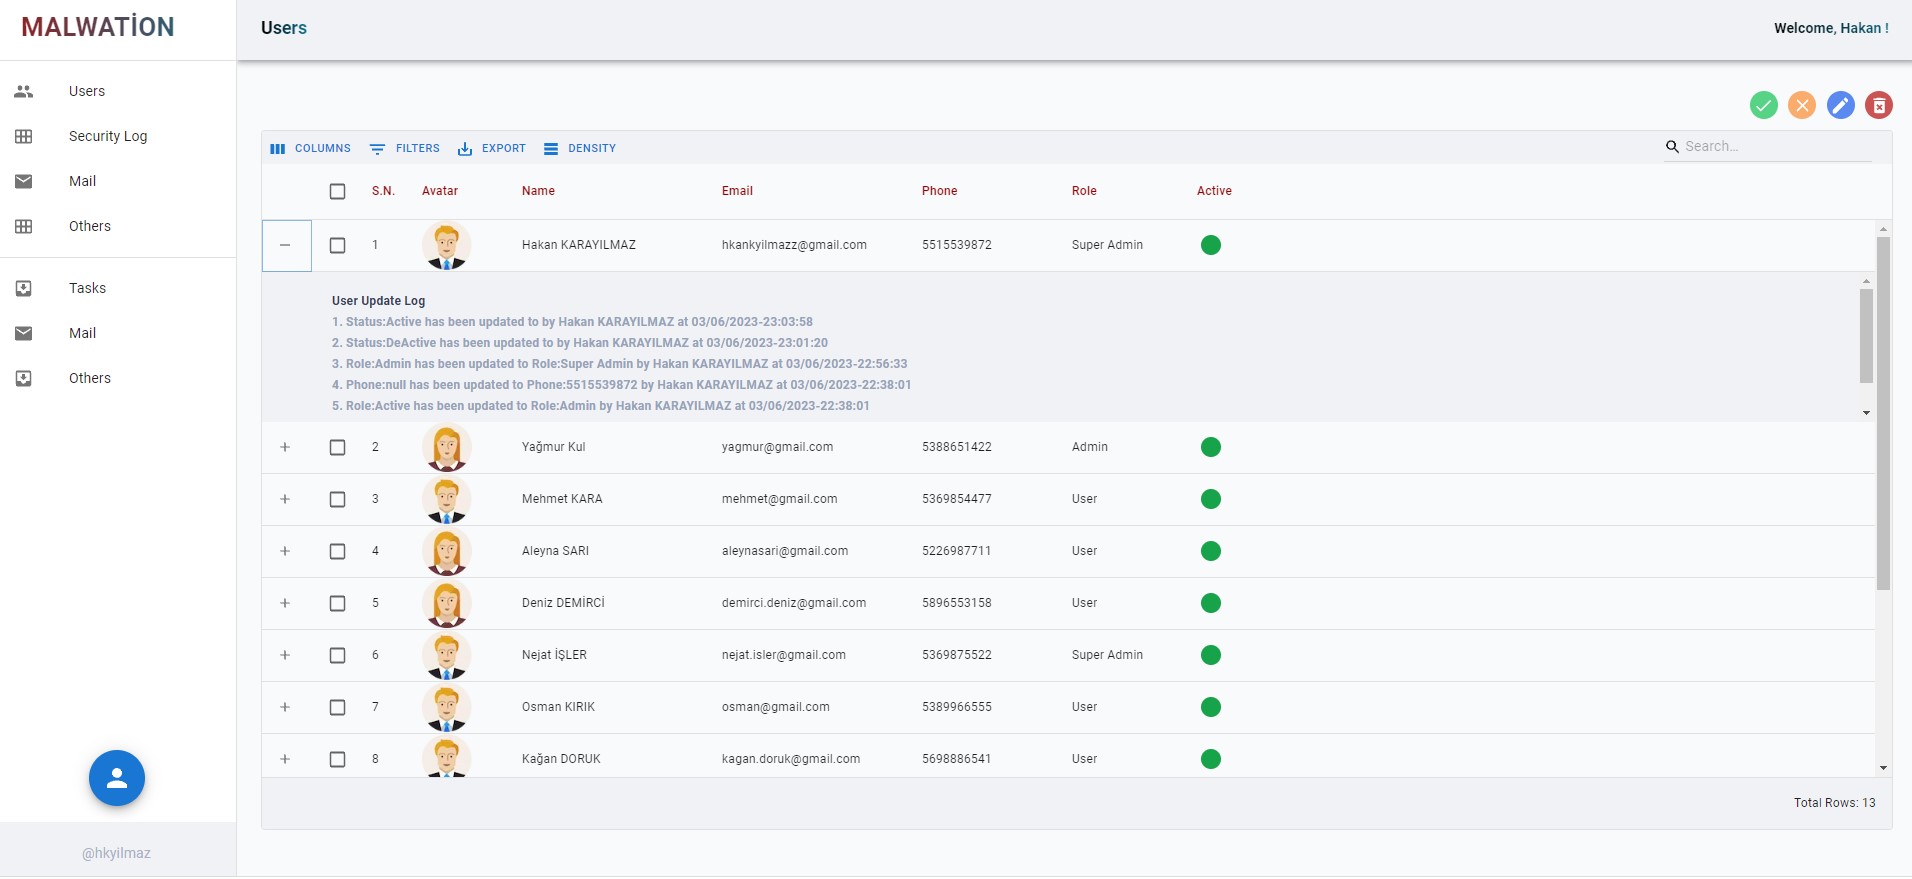 MALWATİON
Users
Welcome, Hakan !
Users
Security Log
Mail
Others
Tasks
Mail
Others
@hkyilmaz
COLUMNS FILTERS EXPORT DENSITY Search...
S.N. Avatar Name Email Phone Role Active
1 Hakan KARAYILMAZ hkankyilmazz@gmail.com 5515539872 Super Admin
User Update Log
1. Status:Active has been updated to by Hakan KARAYILMAZ at 03/06/2023-23:03:58
2. Status:DeActive has been updated to by Hakan KARAYILMAZ at 03/06/2023-23:01:20
3. Role:Admin has been updated to Role:Super Admin by Hakan KARAYILMAZ at 03/06/2023-22:56:33
4. Phone:null has been updated to Phone:5515539872 by Hakan KARAYILMAZ at 03/06/2023-22:38:01
5. Role:Active has been updated to Role:Admin by Hakan KARAYILMAZ at 03/06/2023-22:38:01
2 Yağmur Kul yagmur@gmail.com 5388651422 Admin
3 Mehmet KARA mehmet@gmail.com 5369854477 User
4 Aleyna SARI aleynasari@gmail.com 5226987711 User
5 Deniz DEMİRCİ demirci.deniz@gmail.com 5896553158 User
6 Nejat İŞLER nejat.isler@gmail.com 5369875522 Super Admin
7 Osman KIRIK osman@gmail.com 5389966555 User
8 Kağan DORUK kagan.doruk@gmail.com 5698886541 User
Total Rows: 13